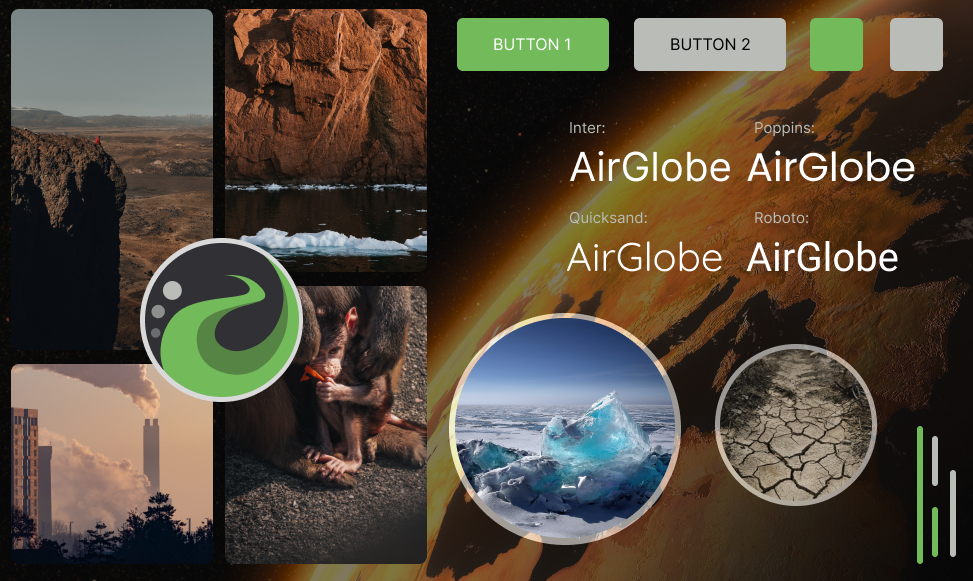 BUTTON 1 BUTTON 2
Inter: Poppins:
AirGlobe AirGlobe
Quicksand: Roboto:
AirGlobe AirGlobe